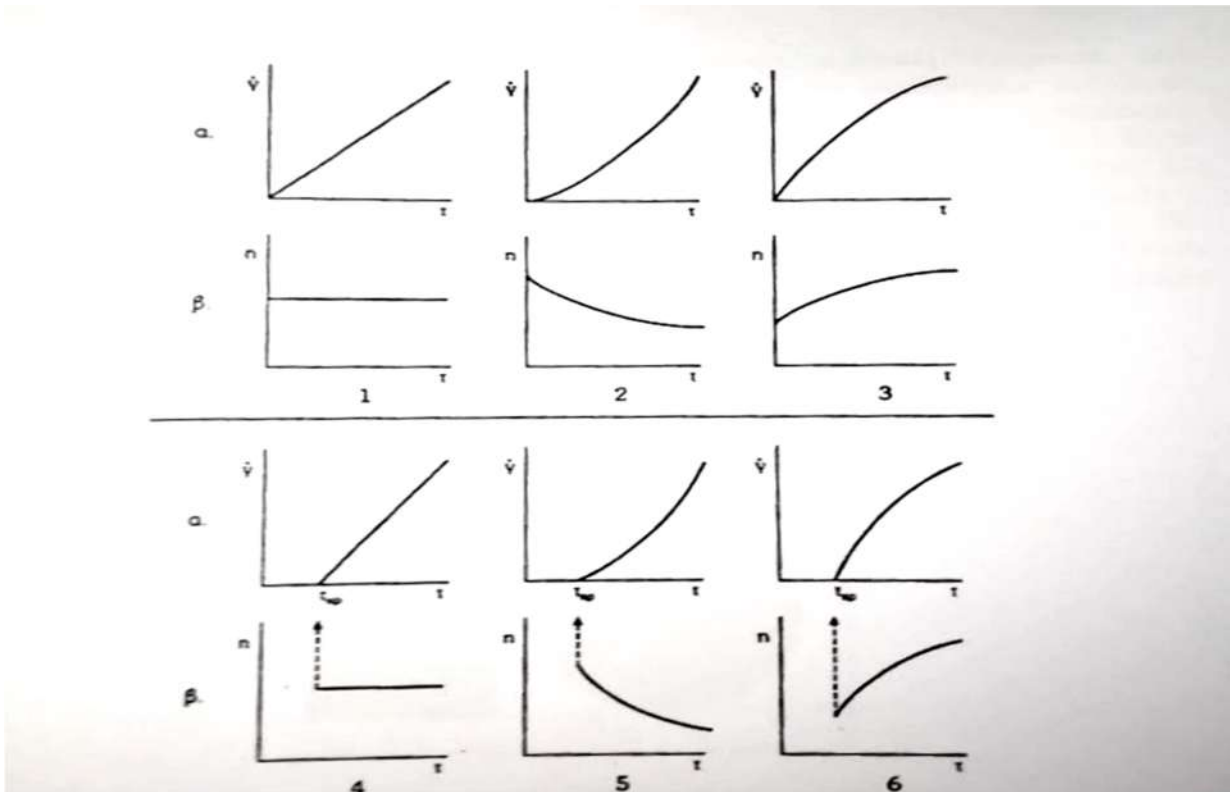 γ̇ γ̇ γ̇
α.
τ τ τ
n n n
β.
τ τ τ
1 2 3
γ̇ γ̇ γ̇
α.
τ τ τ
n n n
β.
τ τ τ
4 5 6